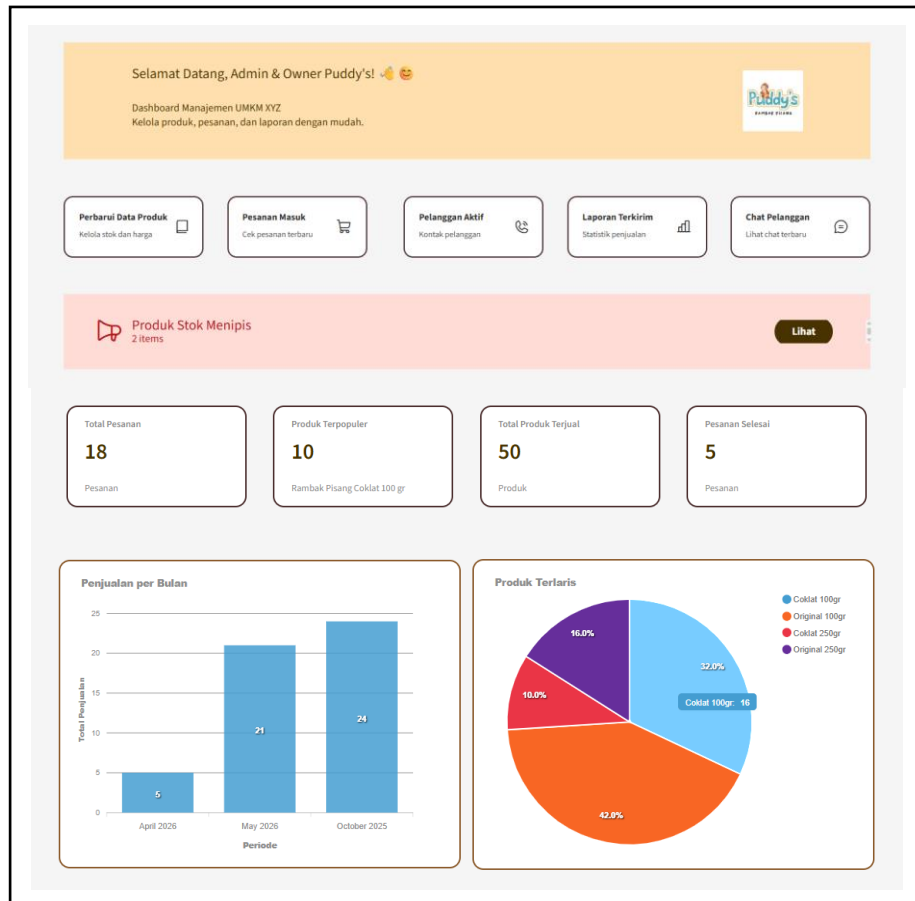 Selamat Datang, Admin & Owner Puddy's! 👋 😊
Dashboard Manajemen UMKM XYZ
Kelola produk, pesanan, dan laporan dengan mudah.
Puddy's
RAMBAK PISANG
Perbarui Data Produk
Kelola stok dan harga
Pesanan Masuk
Cek pesanan terbaru
Pelanggan Aktif
Kontak pelanggan
Laporan Terkirim
Statistik penjualan
Chat Pelanggan
Lihat chat terbaru
Produk Stok Menipis
2 items
Lihat
Total Pesanan
18
Pesanan
Produk Terpopuler
10
Rambak Pisang Coklat 100 gr
Total Produk Terjual
50
Produk
Pesanan Selesai
5
Pesanan
Penjualan per Bulan
25
20
15
10
5
0
Total Penjualan
5
21
24
April 2026
May 2026
October 2025
Periode
Produk Terlaris
16.0%
32.0%
10.0%
42.0%
Coklat 100gr: 16
Coklat 100gr
Original 100gr
Coklat 250gr
Original 250gr